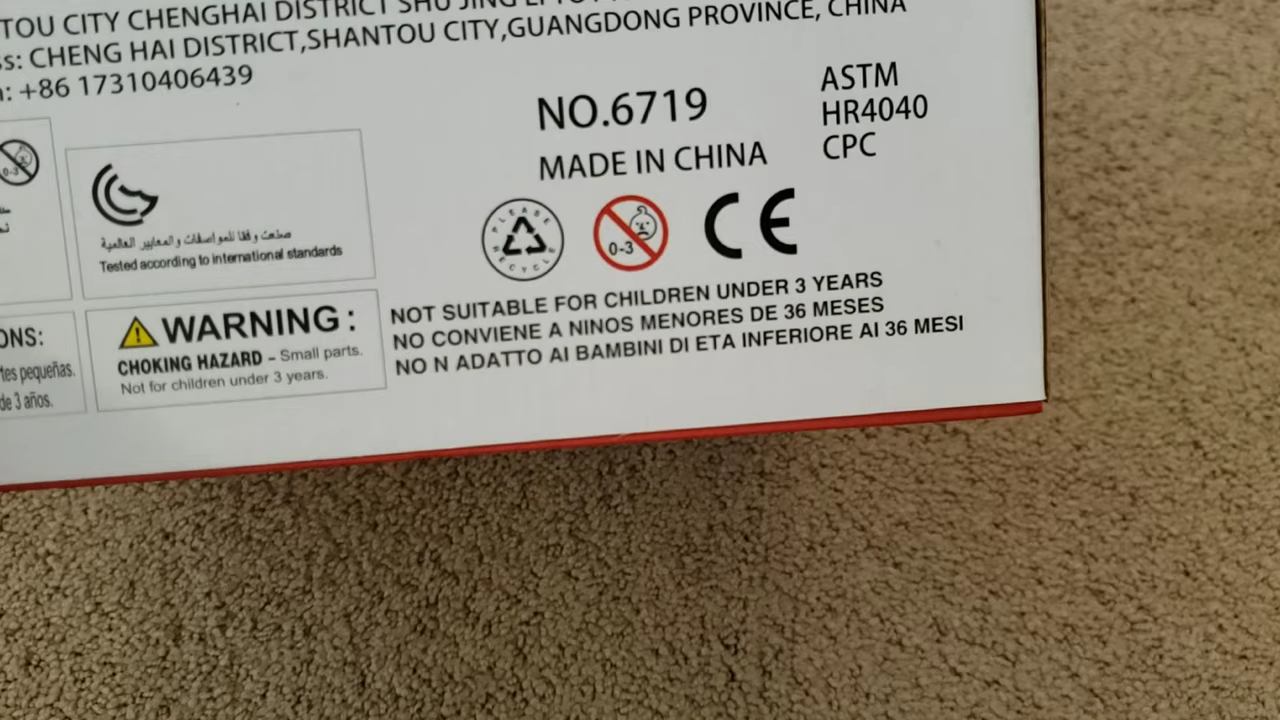 TOU CITY CHENGHAI DISTRICT SHU JING
ss: CHENG HAI DISTRICT,SHANTOU CITY,GUANGDONG PROVINCE, CHINA
: +86 17310406439
NO.6719
MADE IN CHINA
ASTM
HR4040
CPC
0-3
صنعت وفقا للمواصفات والمعايير العالمية
Tested according to international standards
PLEASE RECYCLE
0-3
CE
ONS:
tes pequeñas.
de 3 años.
WARNING:
CHOKING HAZARD – Small parts.
Not for children under 3 years.
NOT SUITABLE FOR CHILDREN UNDER 3 YEARS
NO CONVIENE A NINOS MENORES DE 36 MESES
NO N ADATTO AI BAMBINI DI ETA INFERIORE AI 36 MESI